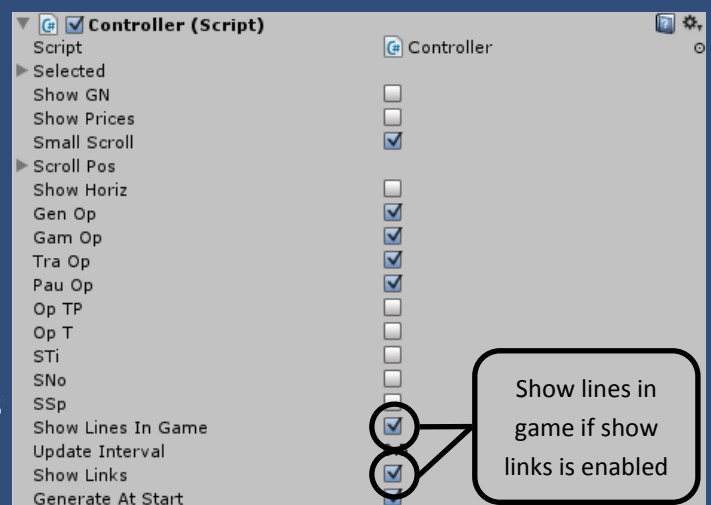 Controller (Script)
Script Controller
Selected
Show GN
Show Prices
Small Scroll
Scroll Pos
Show Horiz
Gen Op
Gam Op
Tra Op
Pau Op
Op TP
Op T
STi
SNo
SSp
Show Lines In Game
Update Interval
Show Links
Generate At Start
Show lines in
game if show
links is enabled